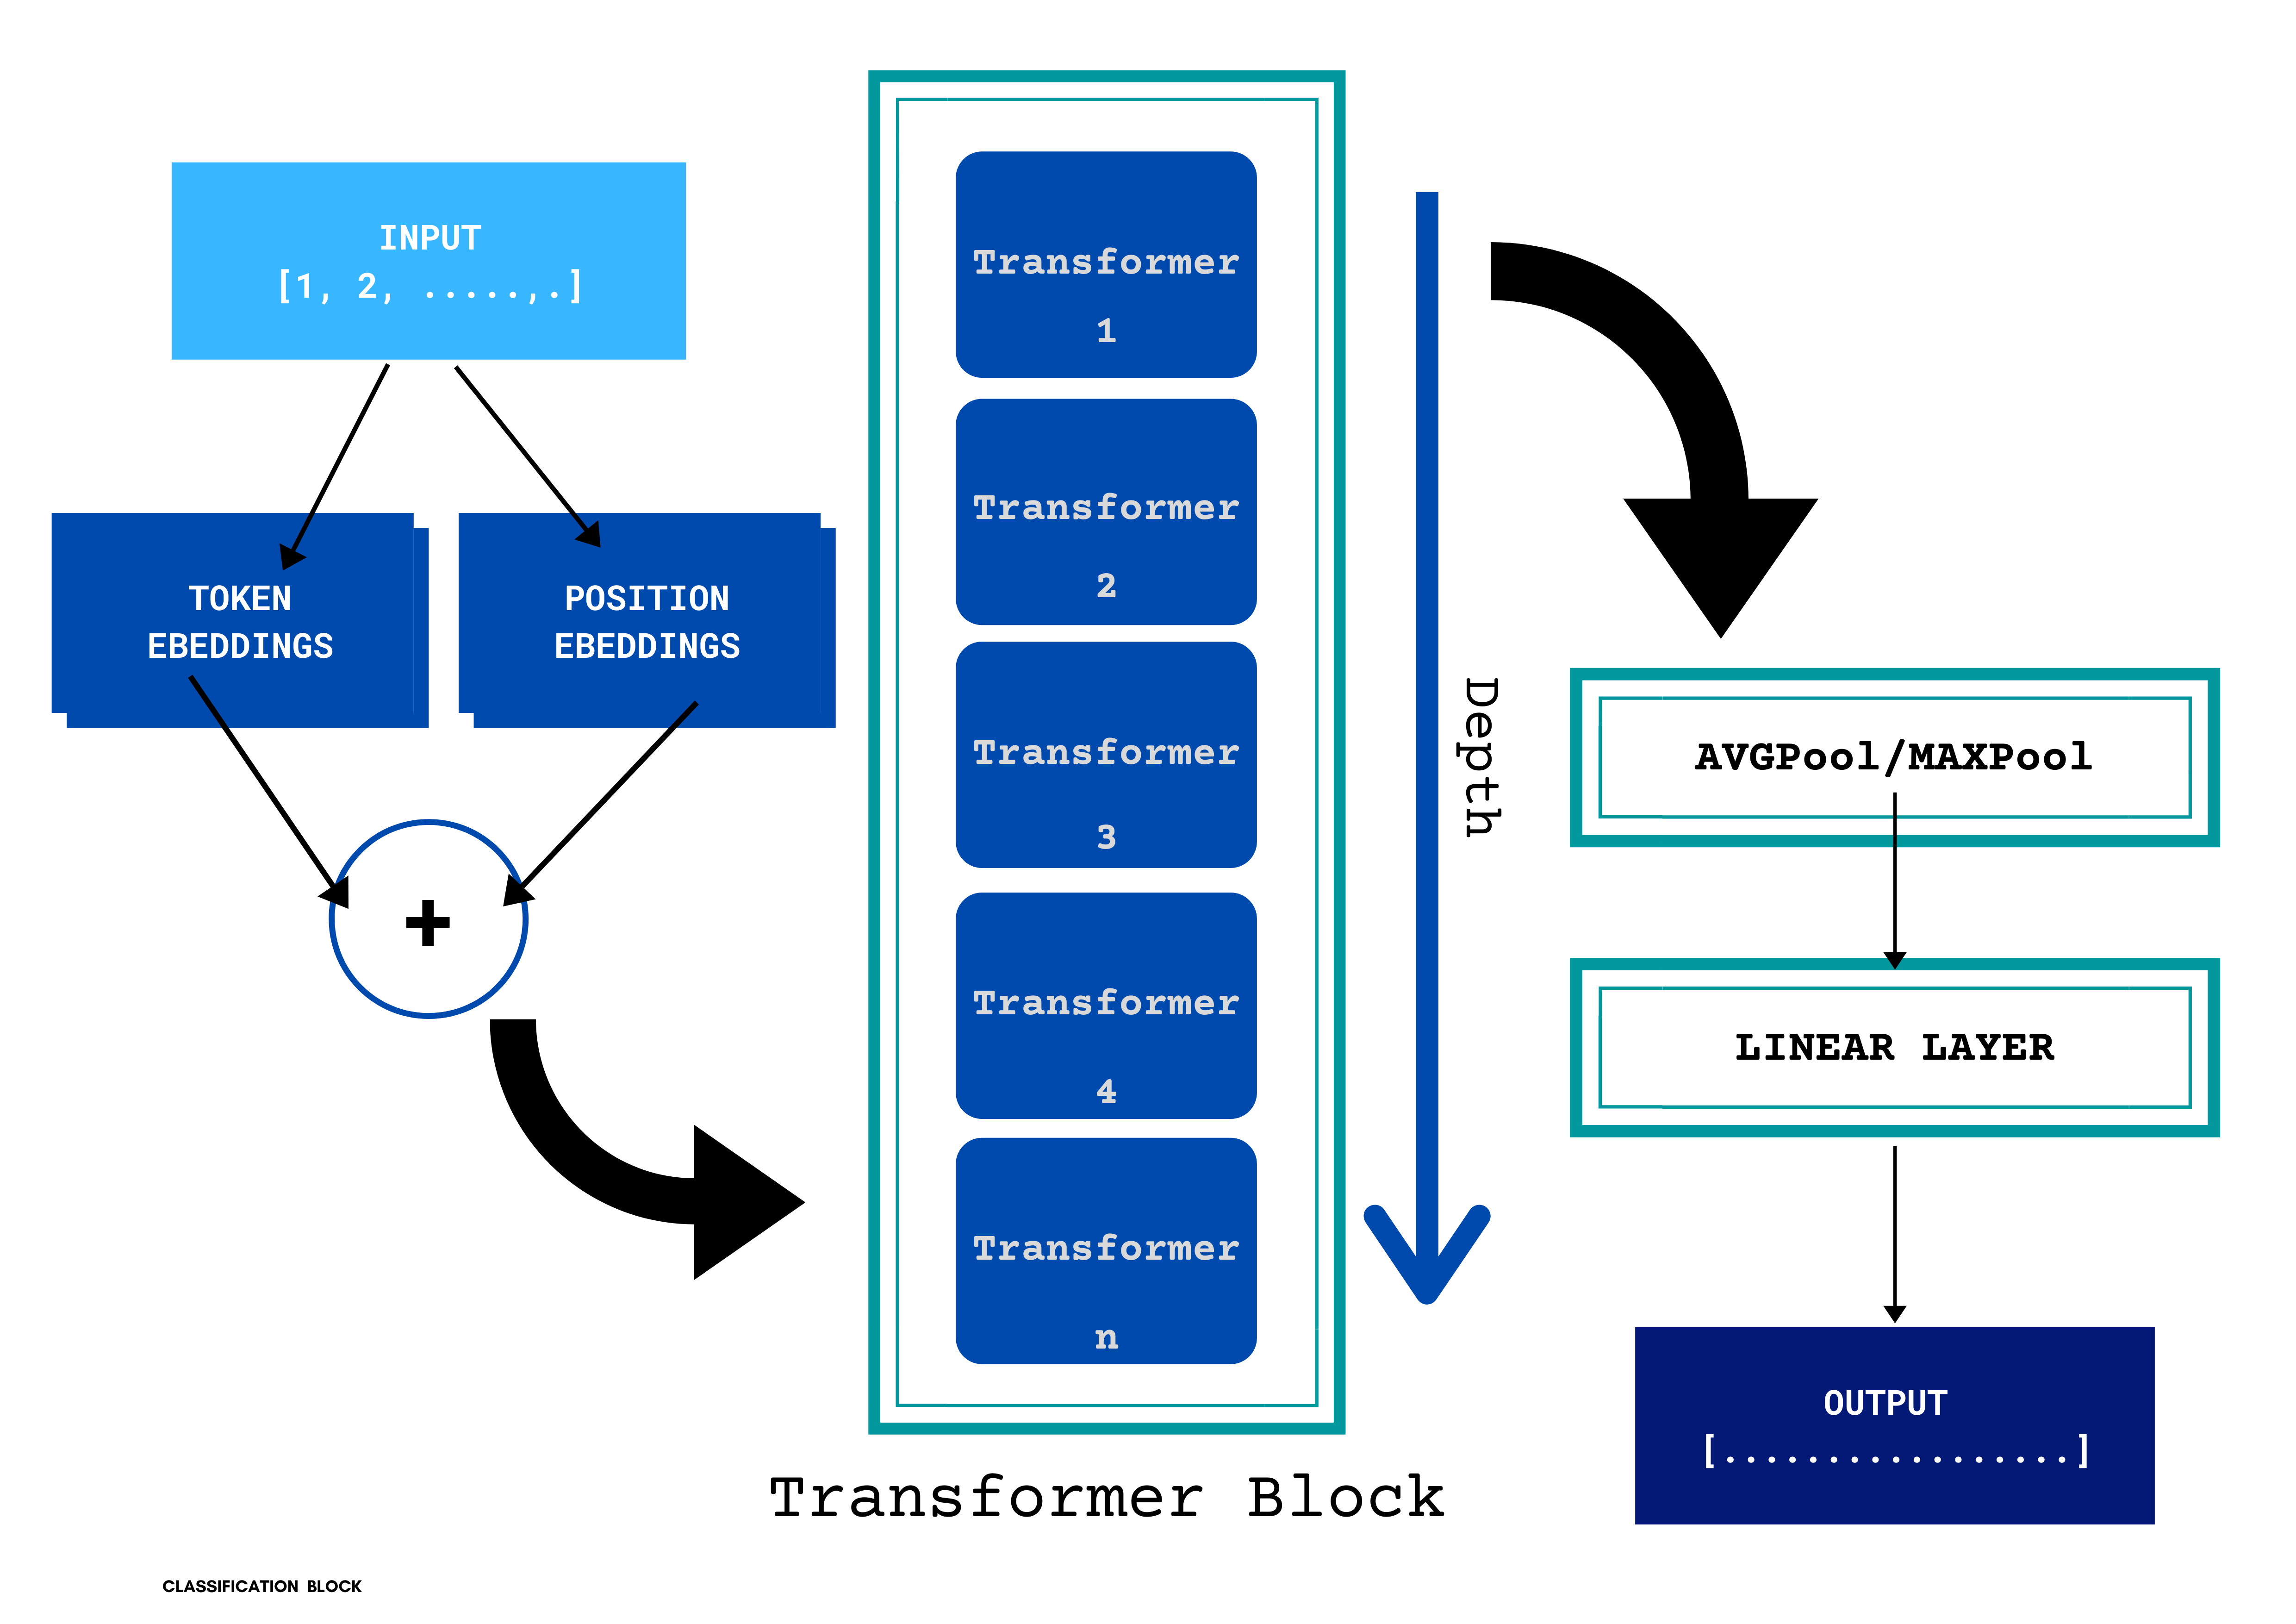 INPUT
[1, 2, .....,.]
TOKEN
EBEDDINGS
POSITION
EBEDDINGS
+
Transformer
1
Transformer
2
Transformer
3
Transformer
4
Transformer
n
Transformer Block
Depth
AVGPool/MAXPool
LINEAR LAYER
OUTPUT
[.................]
CLASSIFICATION BLOCK